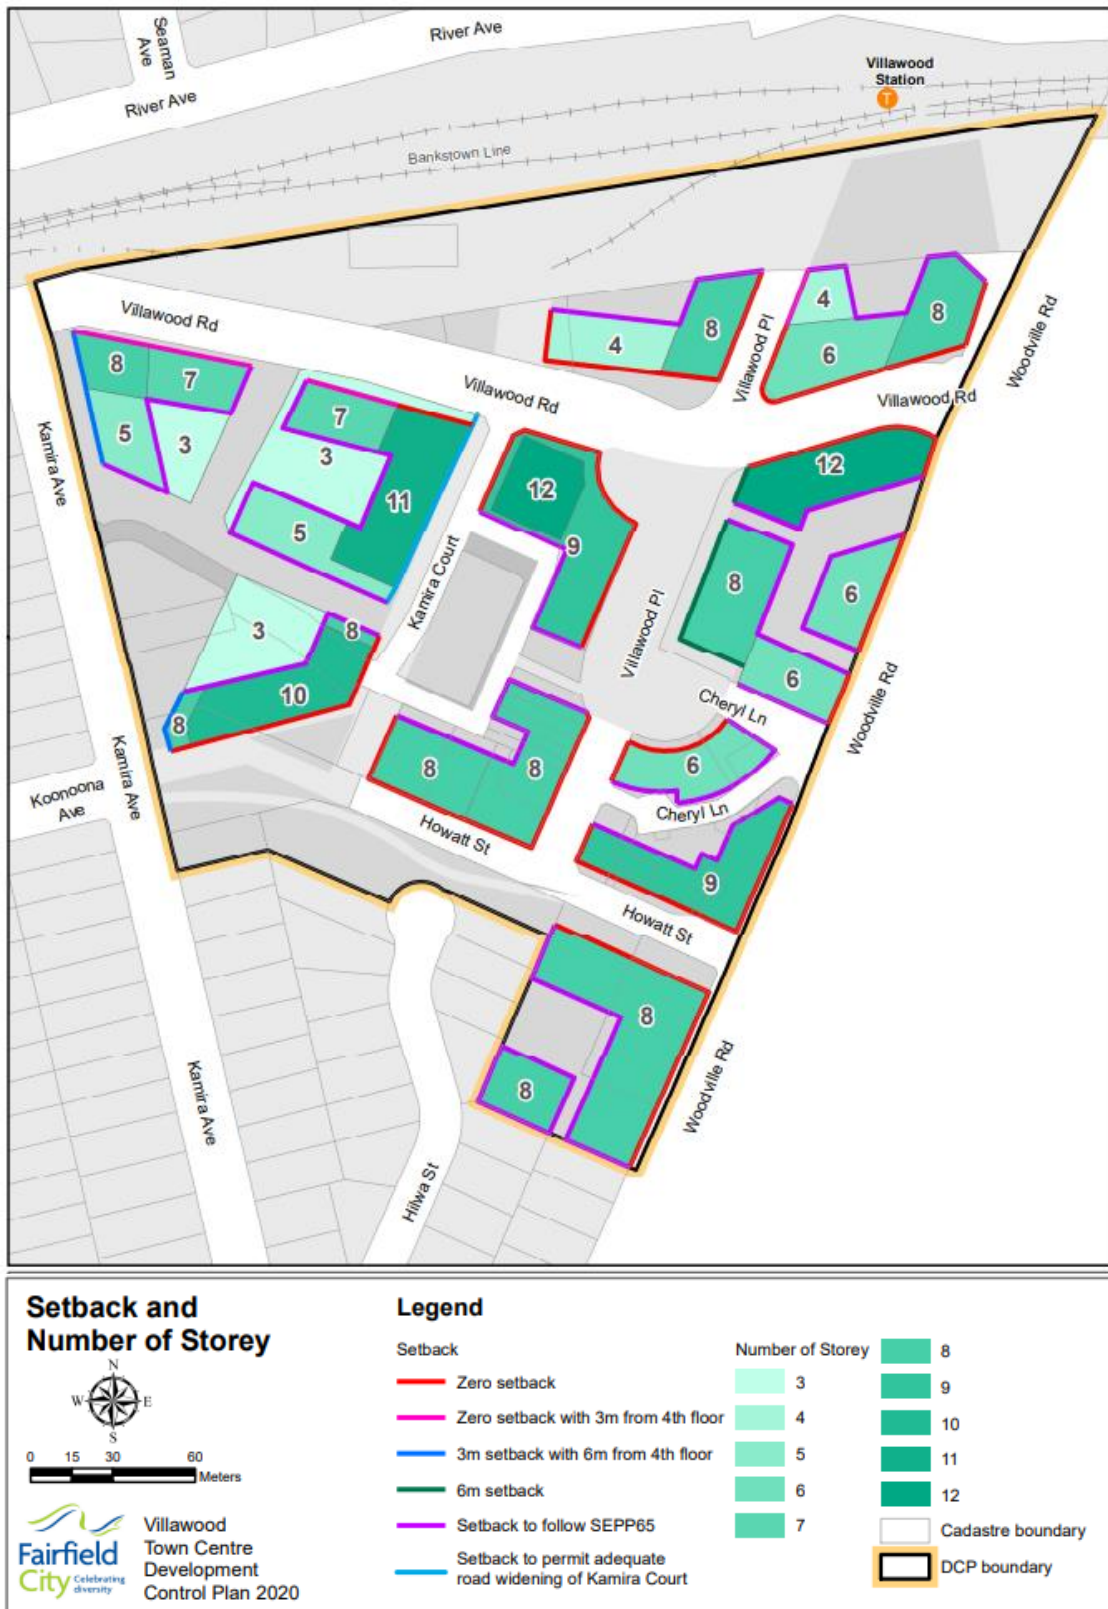 River Ave
Seaman
Ave
River Ave
Villawood
Station
T
Bankstown Line
Villawood Rd
4
8
4
6
8
Villawood Pl
Woodville Rd
Villawood Rd
Villawood Rd
8
7
5
3
7
3
11
5
12
9
12
8
6
6
Kamira Ave
Kamira Court
Villawood Pl
3
8
10
8
Cheryl Ln
Woodville Rd
8
8
6
Cheryl Ln
9
Koonoona
Ave
Kamira Ave
Howatt St
Howatt St
8
8
Kamira Ave
Hilwa St
Woodville Rd
Setback and
Number of Storey
N
W E
S
0 15 30 60
Meters
Fairfield
City Celebrating
diversity
Villawood
Town Centre
Development
Control Plan 2020
Legend
Setback
Zero setback
Zero setback with 3m from 4th floor
3m setback with 6m from 4th floor
6m setback
Setback to follow SEPP65
Setback to permit adequate
road widening of Kamira Court
Number of Storey
3
4
5
6
7
8
9
10
11
12
Cadastre boundary
DCP boundary